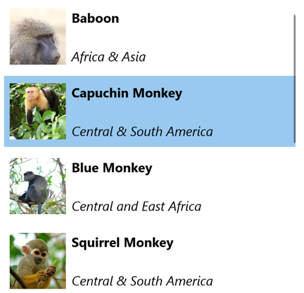 Baboon
Africa & Asia
Capuchin Monkey
Central & South America
Blue Monkey
Central and East Africa
Squirrel Monkey
Central & South America